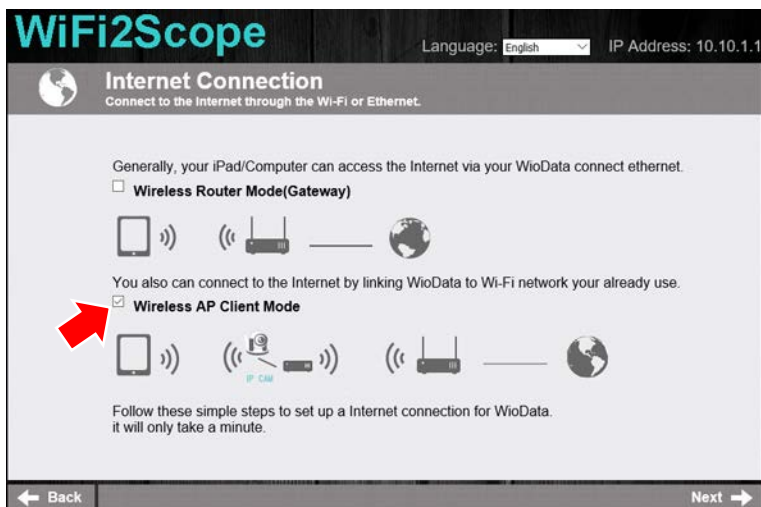 WiFi2Scope
Language: English IP Address: 10.10.1.1
Internet Connection
Connect to the Internet through the Wi-Fi or Ethernet.
Generally, your iPad/Computer can access the Internet via your WioData connect ethernet.
Wireless Router Mode(Gateway)
You also can connect to the Internet by linking WioData to Wi-Fi network your already use.
Wireless AP Client Mode
IP CAM
Follow these simple steps to set up a Internet connection for WioData.
it will only take a minute.
Back Next